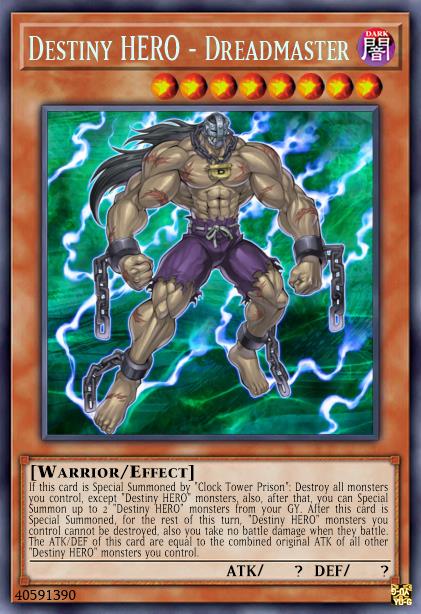 DESTINY HERO - DREADMASTER
DARK
闇
[WARRIOR/EFFECT]
If this card is Special Summoned by "Clock Tower Prison": Destroy all monsters
you control, except "Destiny HERO" monsters, also, after that, you can Special
Summon up to 2 "Destiny HERO" monsters from your GY. After this card is
Special Summoned, for the rest of this turn, "Destiny HERO" monsters you
control cannot be destroyed, also you take no battle damage when they battle.
The ATK/DEF of this card are equal to the combined original ATK of all other
"Destiny HERO" monsters you control.
ATK/ ? DEF/ ?
40591390